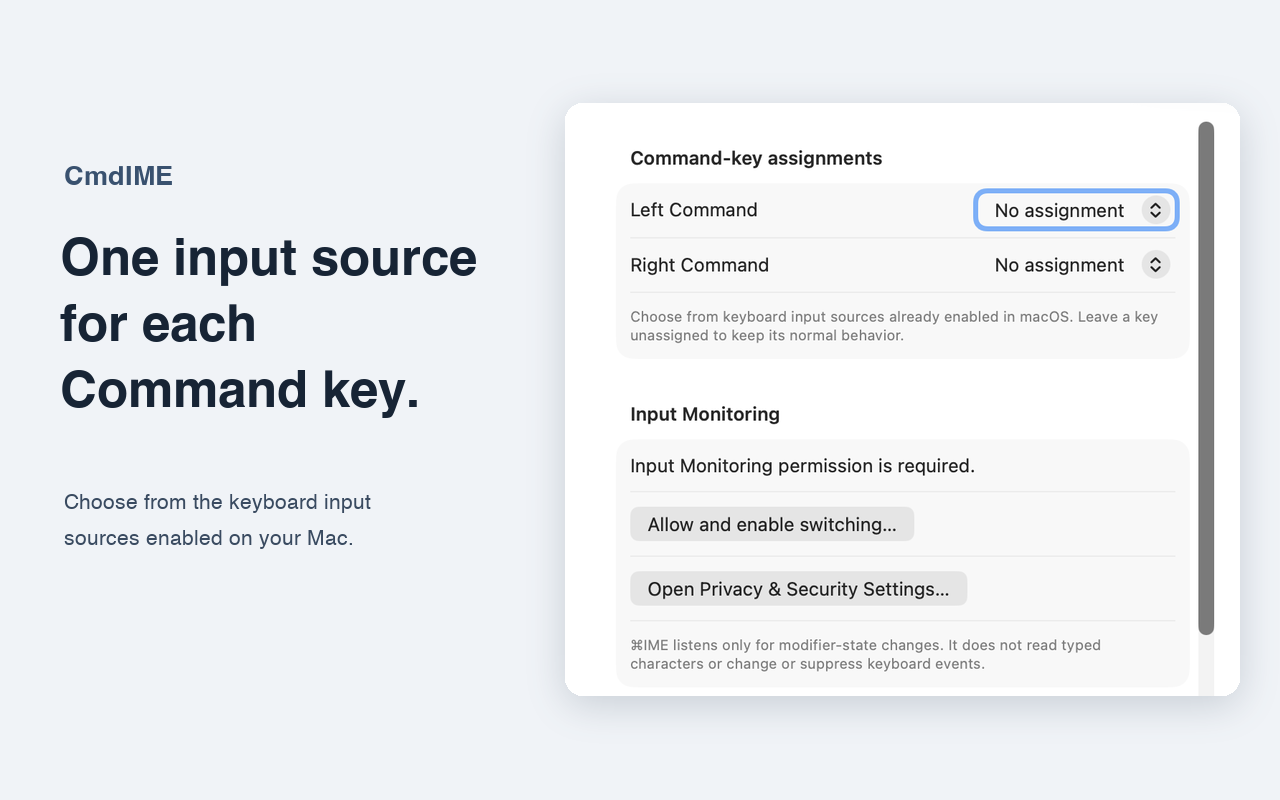 CmdIME
One input source
for each
Command key.
Choose from the keyboard input
sources enabled on your Mac.
Command-key assignments
Left Command
No assignment
Right Command
No assignment
Choose from keyboard input sources already enabled in macOS. Leave a key
unassigned to keep its normal behavior.
Input Monitoring
Input Monitoring permission is required.
Allow and enable switching...
Open Privacy & Security Settings...
⌘IME listens only for modifier-state changes. It does not read typed
characters or change or suppress keyboard events.